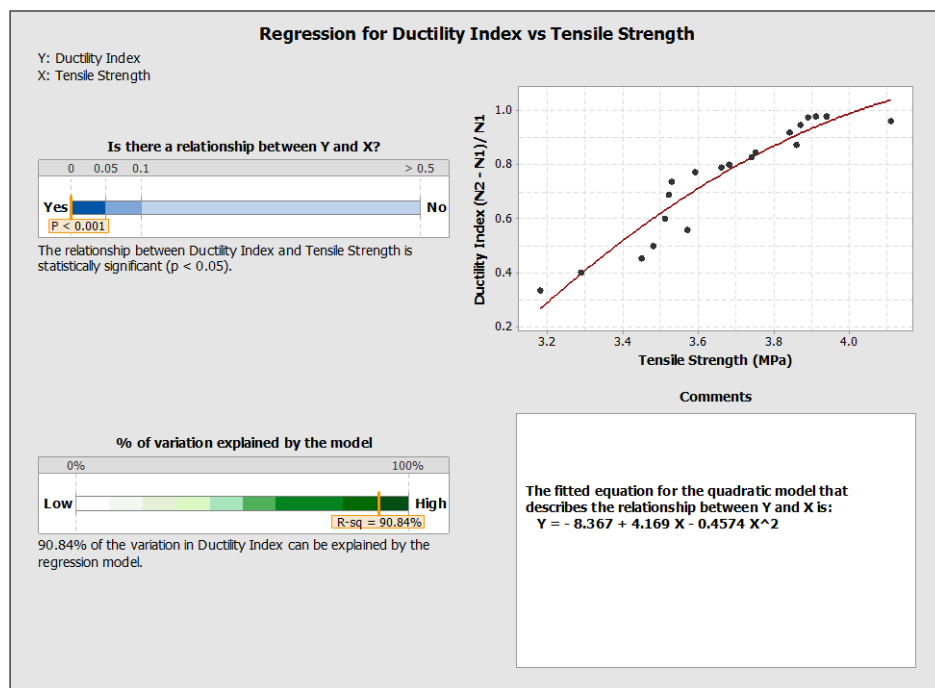 Regression for Ductility Index vs Tensile Strength
Y: Ductility Index
X: Tensile Strength
Is there a relationship between Y and X?
0 0.05 0.1 > 0.5
Yes No
P < 0.001
The relationship between Ductility Index and Tensile Strength is
statistically significant (p < 0.05).
% of variation explained by the model
0% 100%
Low High
R-sq = 90.84%
90.84% of the variation in Ductility Index can be explained by the
regression model.
Ductility Index (N2 - N1)/ N1
1.0
0.8
0.6
0.4
0.2
3.2 3.4 3.6 3.8 4.0
Tensile Strength (MPa)
Comments
The fitted equation for the quadratic model that
describes the relationship between Y and X is:
Y = - 8.367 + 4.169 X - 0.4574 X^2